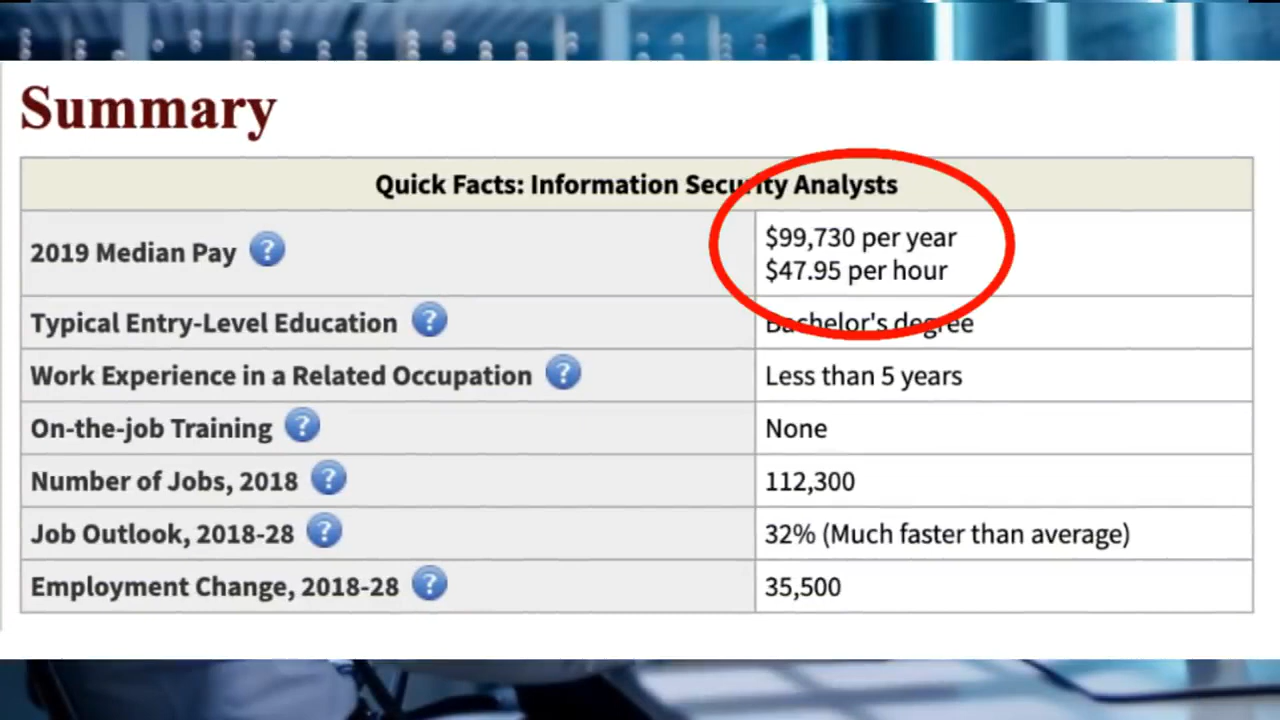 Summary
Quick Facts: Information Security Analysts
2019 Median Pay ?
$99,730 per year
$47.95 per hour
Typical Entry-Level Education ?
Bachelor's degree
Work Experience in a Related Occupation ?
Less than 5 years
On-the-job Training ?
None
Number of Jobs, 2018 ?
112,300
Job Outlook, 2018-28 ?
32% (Much faster than average)
Employment Change, 2018-28 ?
35,500